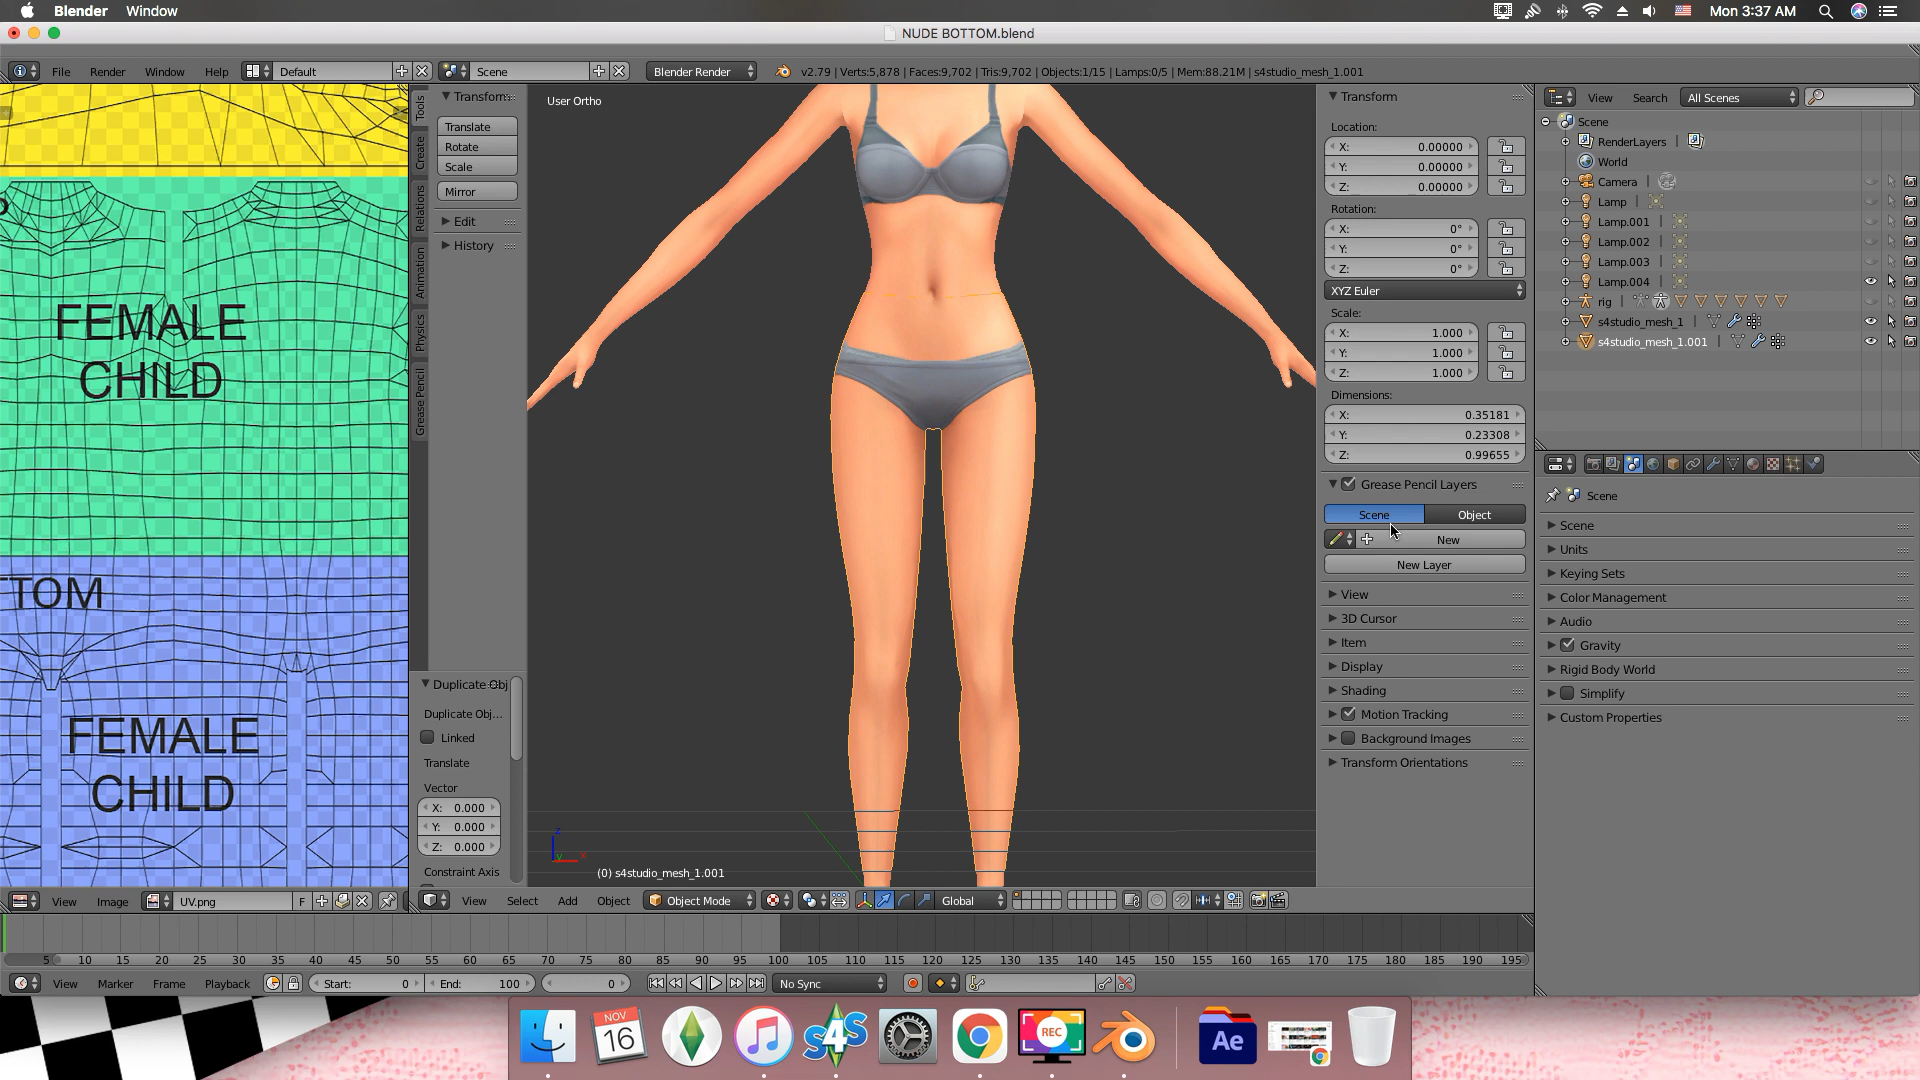 Blender Window Mon 3:37 AM
NUDE BOTTOM.blend
File Render Window Help Default Scene Blender Render v2.79 | Verts:5,878 | Faces:9,702 | Tris:9,702 | Objects:1/15 | Lamps:0/5 | Mem:88.21M | s4studio_mesh_1.001
FEMALE
CHILD
TOM
FEMALE
CHILD
Tools
Create
Relations
Animation
Physics
Grease Pencil
Transform
Translate
Rotate
Scale
Mirror
Edit
History
Duplicate Obj
Duplicate Obj...
Linked
Translate
Vector
X: 0.000
Y: 0.000
Z: 0.000
Constraint Axis
User Ortho
(0) s4studio_mesh_1.001
Transform
Location:
X: 0.00000
Y: 0.00000
Z: 0.00000
Rotation:
X: 0°
Y: 0°
Z: 0°
XYZ Euler
Scale:
X: 1.000
Y: 1.000
Z: 1.000
Dimensions:
X: 0.35181
Y: 0.23308
Z: 0.99655
Grease Pencil Layers
Scene Object
New
New Layer
View
3D Cursor
Item
Display
Shading
Motion Tracking
Background Images
Transform Orientations
View Search All Scenes
Scene
RenderLayers
World
Camera
Lamp
Lamp.001
Lamp.002
Lamp.003
Lamp.004
rig
s4studio_mesh_1
s4studio_mesh_1.001
Scene
Scene
Units
Keying Sets
Color Management
Audio
Gravity
Rigid Body World
Simplify
Custom Properties
View Image UV.png F
View Select Add Object Object Mode Global
5 10 15 20 25 30 35 40 45 50 55 60 65 70 75 80 85 90 95 100 105 110 115 120 125 130 135 140 145 150 155 160 165 170 175 180 185 190 195
View Marker Frame Playback Start: 0 End: 100 0 No Sync
NOV
16
S4S
REC
Ae